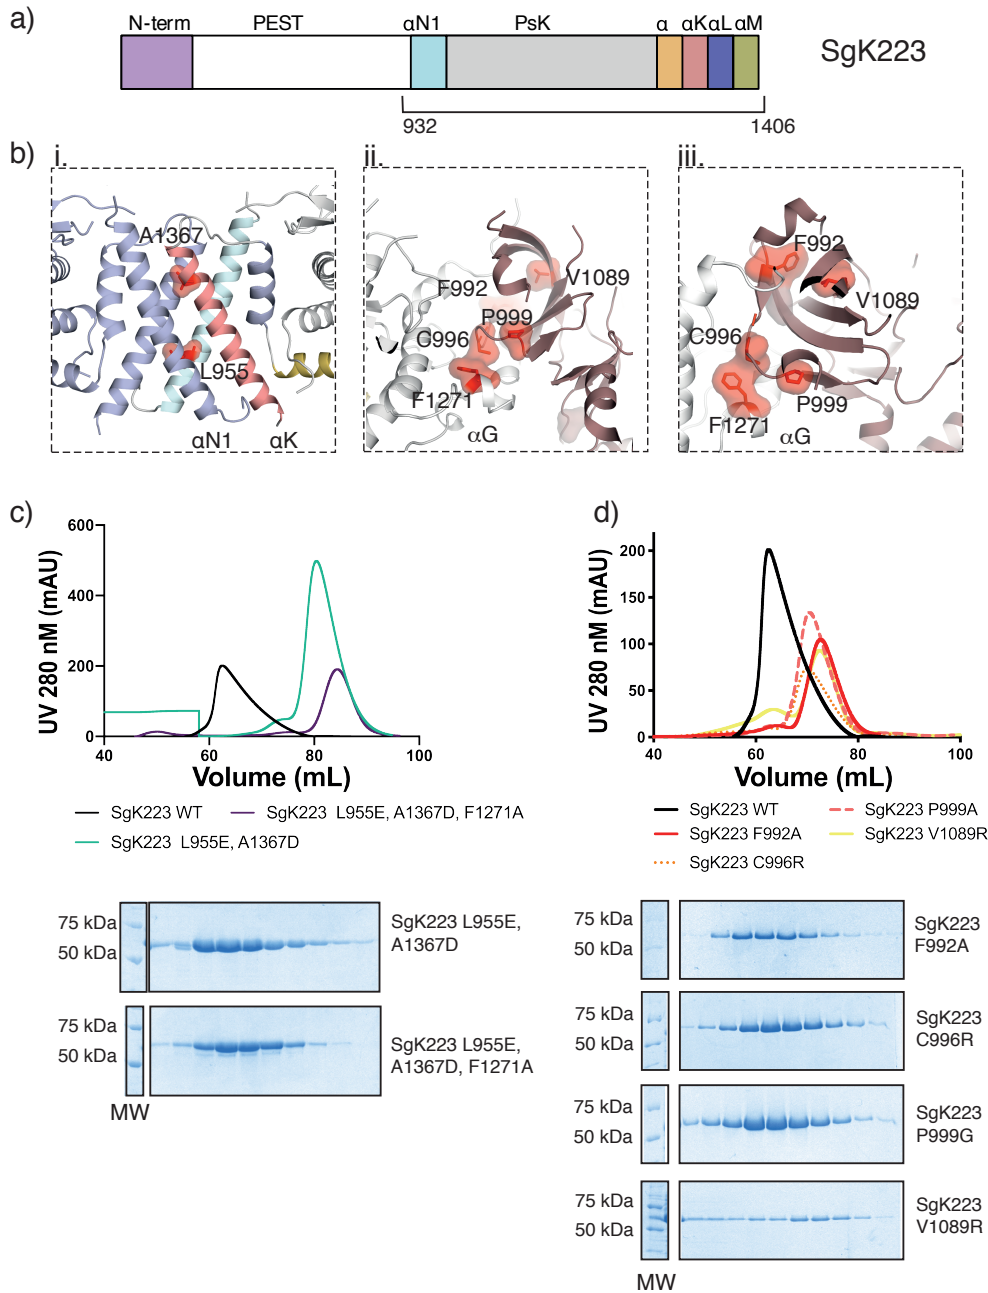 a)
N-term PEST αN1 PsK α αK αL αM
SgK223
932 1406
b)
i. ii. iii.
A1367
L955
αN1 αK
F992
V1089
P999
C996
F1271
αG
F992
V1089
C996
P999
F1271
αG
c)
600
400
200
0
40 60 80 100
UV 280 nM (mAU)
Volume (mL)
SgK223 WT
SgK223 L955E, A1367D, F1271A
SgK223 L955E, A1367D
75 kDa
50 kDa
SgK223 L955E,
A1367D
75 kDa
50 kDa
SgK223 L955E,
A1367D, F1271A
MW
d)
200
150
100
50
0
40 60 80 100
UV 280 nM (mAU)
Volume (mL)
SgK223 WT
SgK223 P999A
SgK223 F992A
SgK223 V1089R
SgK223 C996R
75 kDa
50 kDa
SgK223
F992A
75 kDa
50 kDa
SgK223
C996R
75 kDa
50 kDa
SgK223
P999G
75 kDa
50 kDa
SgK223
V1089R
MW